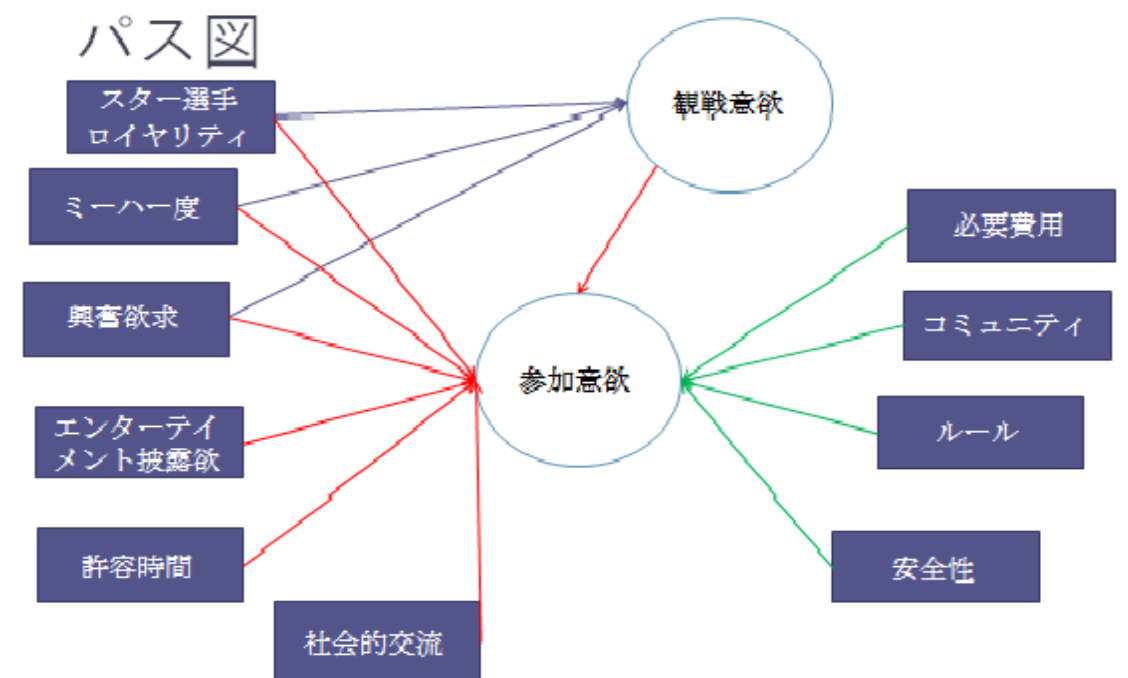 パス図
スター選手
ロイヤリティ
観戦意欲
ミーハー度
必要費用
興奮欲求
コミュニティ
参加意欲
エンターテイ
メント披露欲
ルール
許容時間
安全性
社会的交流